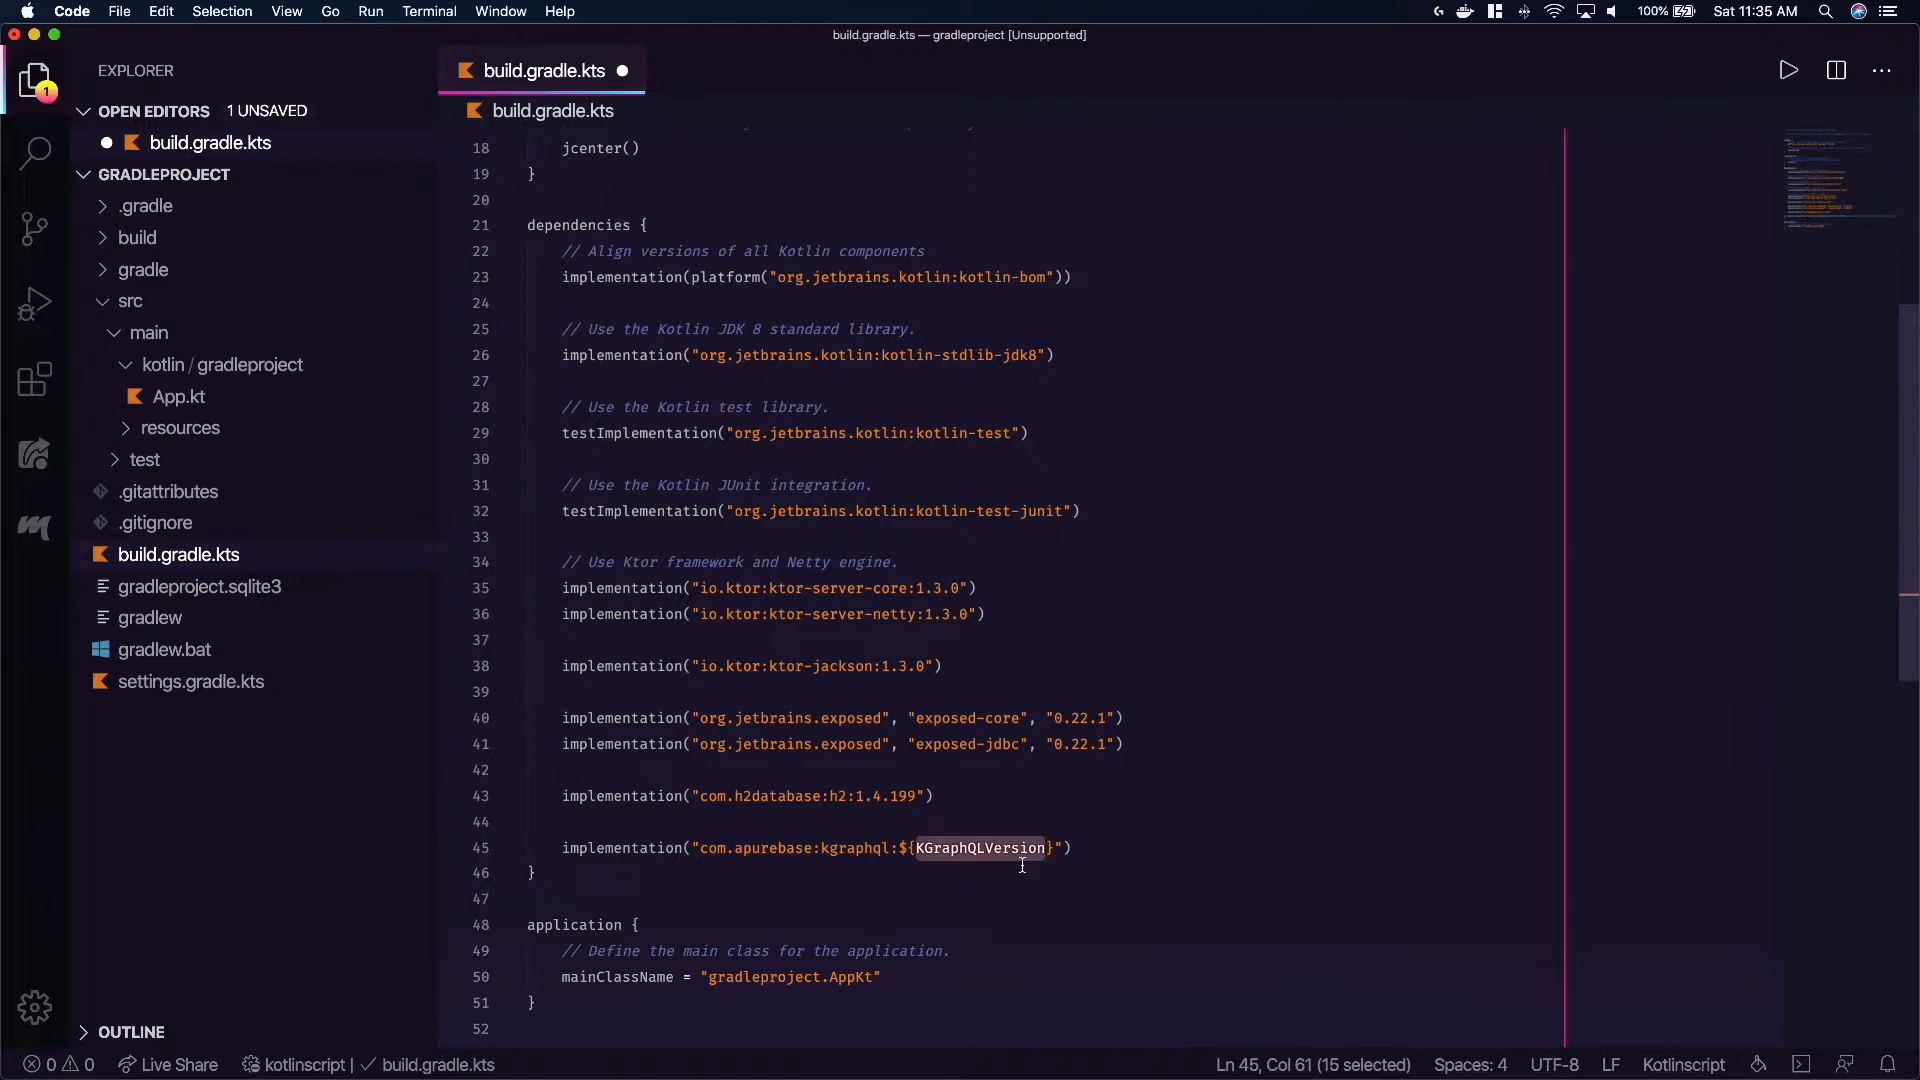 Code File Edit Selection View Go Run Terminal Window Help
100% Sat 11:35 AM
build.gradle.kts — gradleproject [Unsupported]
EXPLORER
1
OPEN EDITORS 1 UNSAVED
build.gradle.kts
GRADLEPROJECT
.gradle
build
gradle
src
main
kotlin / gradleproject
App.kt
resources
test
.gitattributes
.gitignore
build.gradle.kts
gradleproject.sqlite3
gradlew
gradlew.bat
settings.gradle.kts
OUTLINE
build.gradle.kts
build.gradle.kts
18 jcenter()
19 }
20
21 dependencies {
22 // Align versions of all Kotlin components
23 implementation(platform("org.jetbrains.kotlin:kotlin-bom"))
24
25 // Use the Kotlin JDK 8 standard library.
26 implementation("org.jetbrains.kotlin:kotlin-stdlib-jdk8")
27
28 // Use the Kotlin test library.
29 testImplementation("org.jetbrains.kotlin:kotlin-test")
30
31 // Use the Kotlin JUnit integration.
32 testImplementation("org.jetbrains.kotlin:kotlin-test-junit")
33
34 // Use Ktor framework and Netty engine.
35 implementation("io.ktor:ktor-server-core:1.3.0")
36 implementation("io.ktor:ktor-server-netty:1.3.0")
37
38 implementation("io.ktor:ktor-jackson:1.3.0")
39
40 implementation("org.jetbrains.exposed", "exposed-core", "0.22.1")
41 implementation("org.jetbrains.exposed", "exposed-jdbc", "0.22.1")
42
43 implementation("com.h2database:h2:1.4.199")
44
45 implementation("com.apurebase:kgraphql:${KGraphQLVersion}")
46 }
47
48 application {
49 // Define the main class for the application.
50 mainClassName = "gradleproject.AppKt"
51 }
52
0 0 Live Share kotlinscript | build.gradle.kts
Ln 45, Col 61 (15 selected) Spaces: 4 UTF-8 LF Kotlinscript